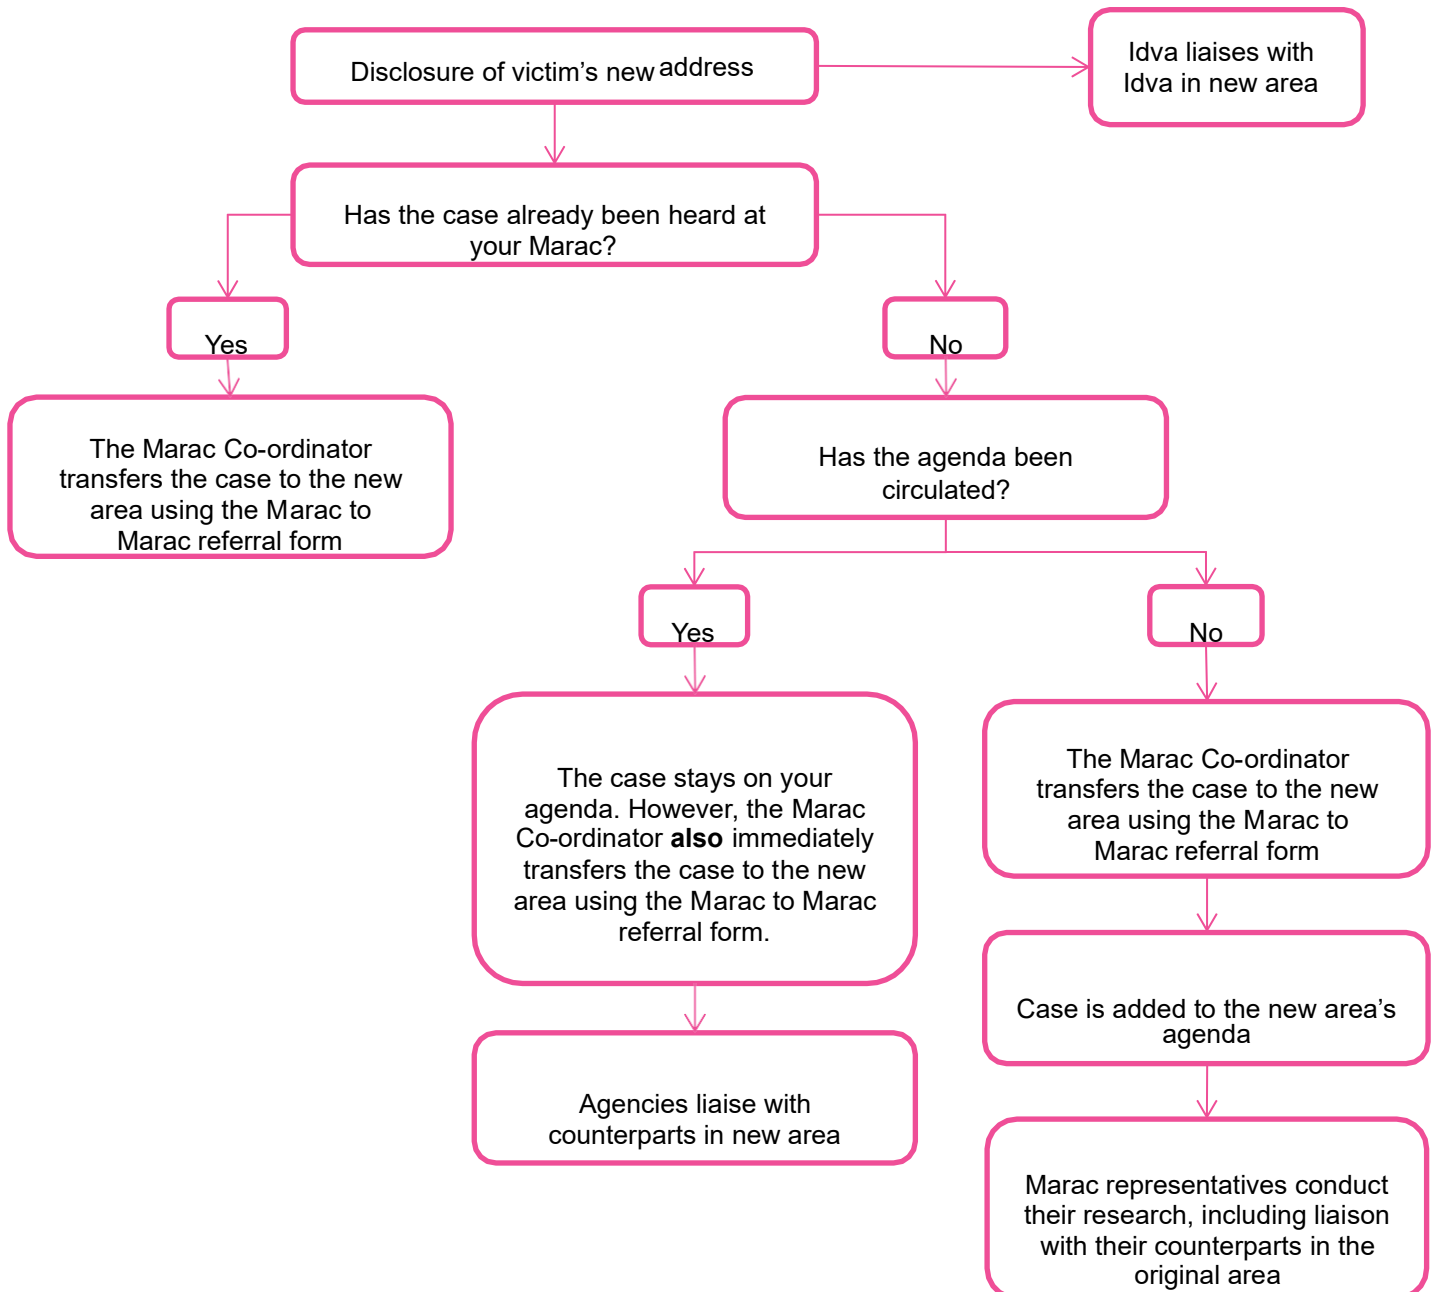 Disclosure of victim’s new address
Idva liaises with
Idva in new area
Has the case already been heard at
your Marac?
Yes
No
The Marac Co-ordinator
transfers the case to the new
area using the Marac to
Marac referral form
Has the agenda been
circulated?
Yes
No
The case stays on your
agenda. However, the Marac
Co-ordinator also immediately
transfers the case to the new
area using the Marac to Marac
referral form.
The Marac Co-ordinator
transfers the case to the new
area using the Marac to
Marac referral form
Agencies liaise with
counterparts in new area
Case is added to the new area’s
agenda
Marac representatives conduct
their research, including liaison
with their counterparts in the
original area